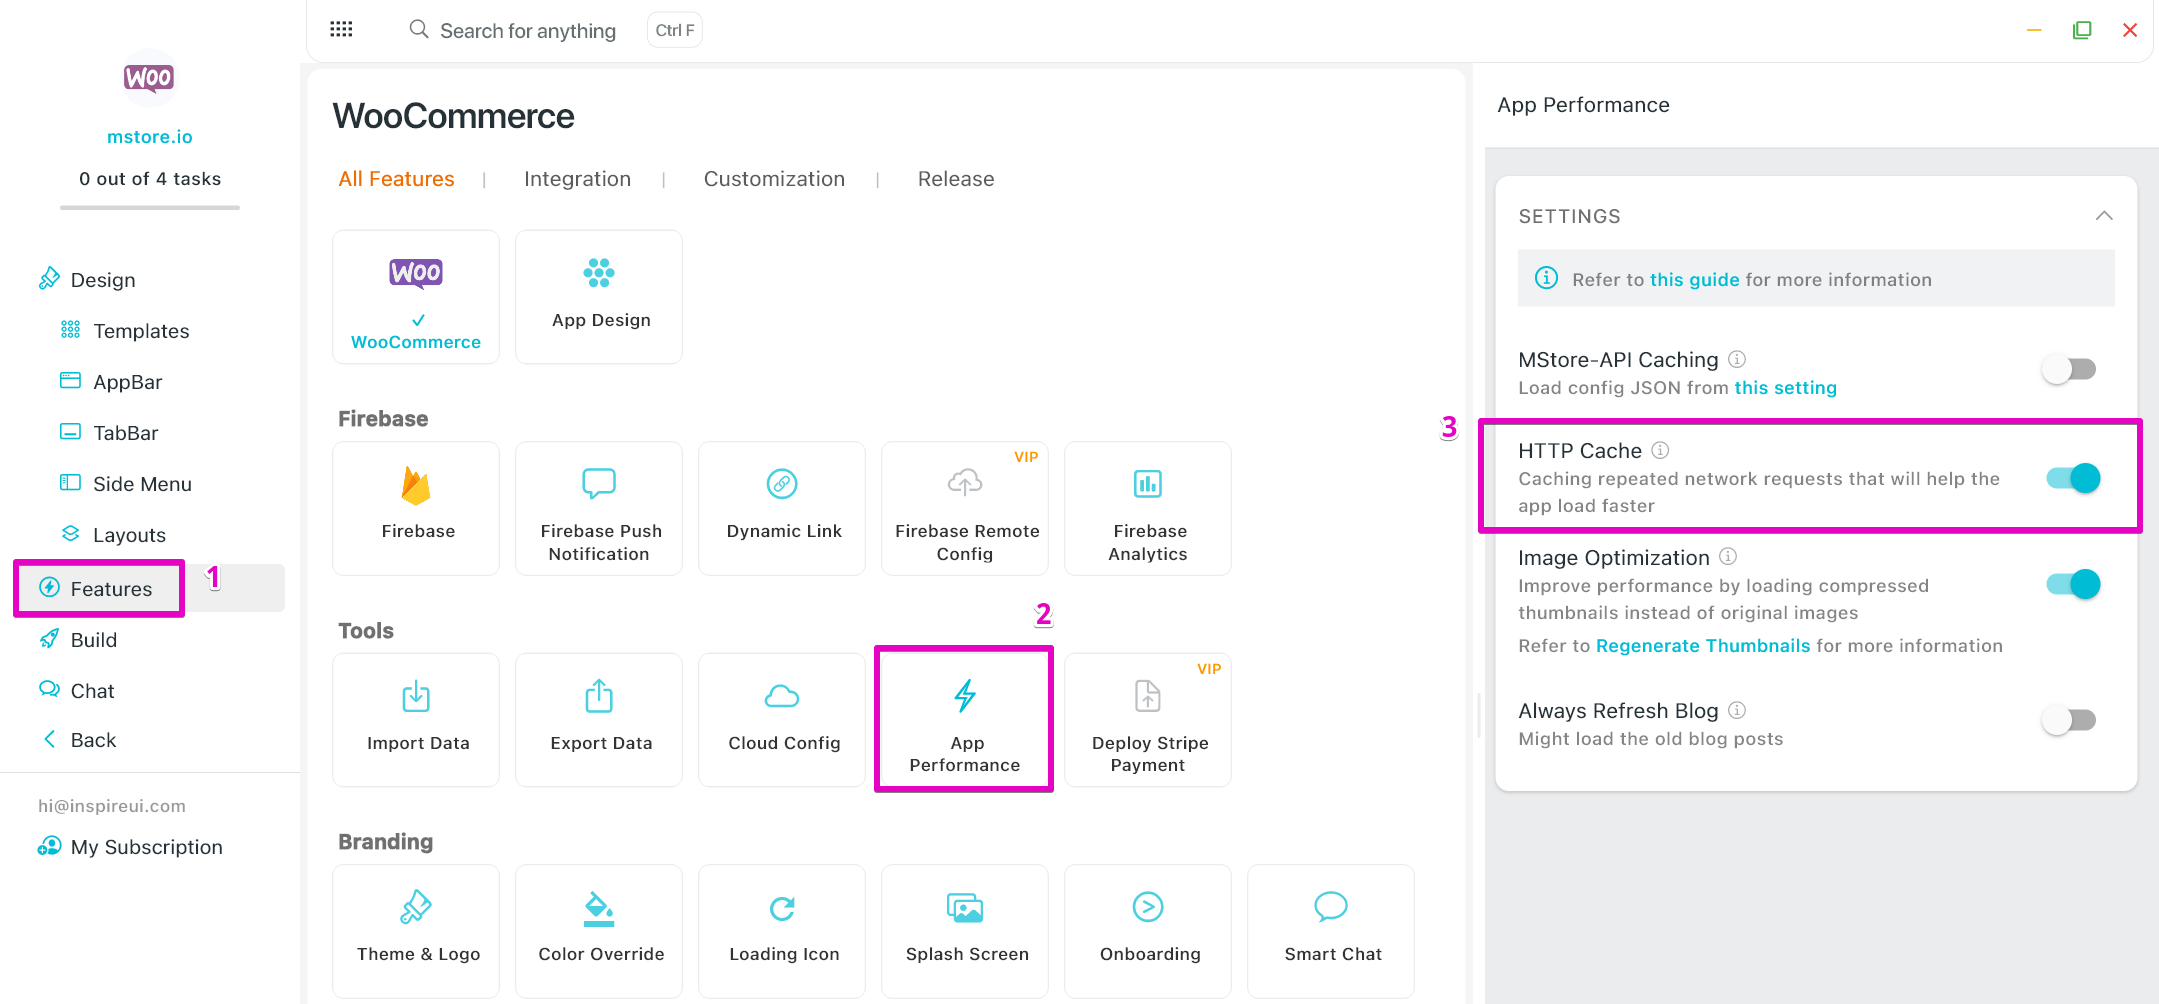 Search for anything
Ctrl F
WOO
mstore.io
0 out of 4 tasks
Design
Templates
AppBar
TabBar
Side Menu
Layouts
Features
1
Build
Chat
Back
hi@inspireui.com
My Subscription
WooCommerce
All Features | Integration | Customization | Release
WOO
WooCommerce
App Design
Firebase
Firebase
Firebase Push
Notification
Dynamic Link
VIP
Firebase Remote
Config
Firebase
Analytics
Tools
2
Import Data
Export Data
Cloud Config
App
Performance
VIP
Deploy Stripe
Payment
Branding
Theme & Logo
Color Override
Loading Icon
Splash Screen
Onboarding
Smart Chat
App Performance
SETTINGS
Refer to this guide for more information
MStore-API Caching
Load config JSON from this setting
3
HTTP Cache
Caching repeated network requests that will help the
app load faster
Image Optimization
Improve performance by loading compressed
thumbnails instead of original images
Refer to Regenerate Thumbnails for more information
Always Refresh Blog
Might load the old blog posts